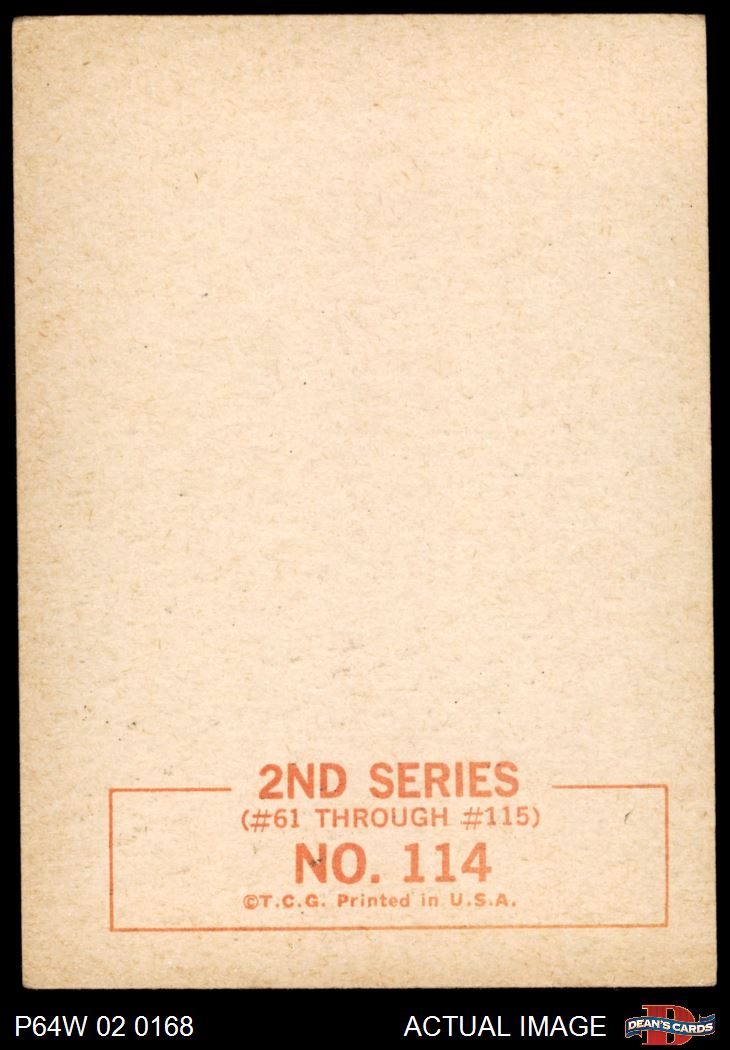 2ND SERIES
(#61 THROUGH #115)
NO. 114
©T.C.G. Printed in U.S.A.
P64W 02 0168
ACTUAL IMAGE
DEAN'S CARDS